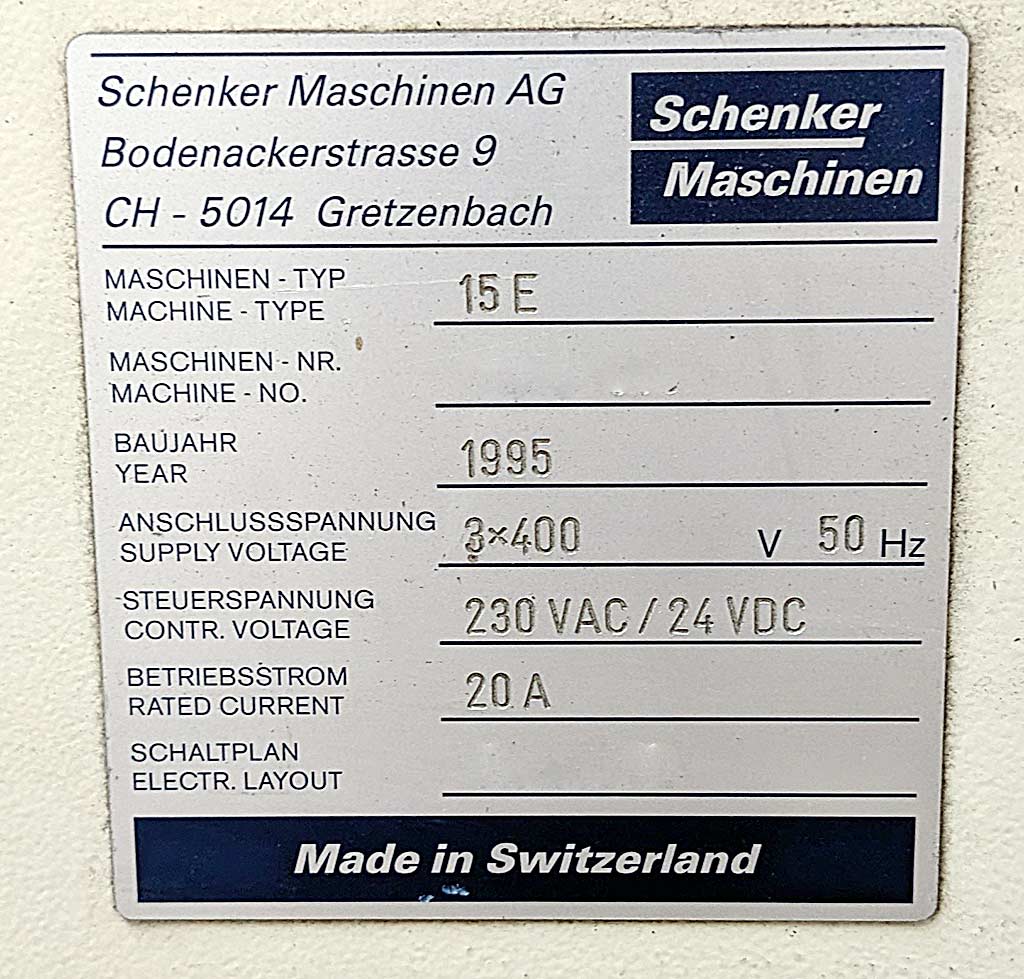 Schenker Maschinen AG
Bodenackerstrasse 9
CH - 5014 Gretzenbach
Schenker
Maschinen
MASCHINEN - TYP
MACHINE - TYPE
15 E
MASCHINEN - NR.
MACHINE - NO.
BAUJAHR
YEAR
1995
ANSCHLUSSSPANNUNG
SUPPLY VOLTAGE
3×400 V 50 Hz
STEUERSPANNUNG
CONTR. VOLTAGE
230 VAC / 24 VDC
BETRIEBSSTROM
RATED CURRENT
20 A
SCHALTPLAN
ELECTR. LAYOUT
Made in Switzerland